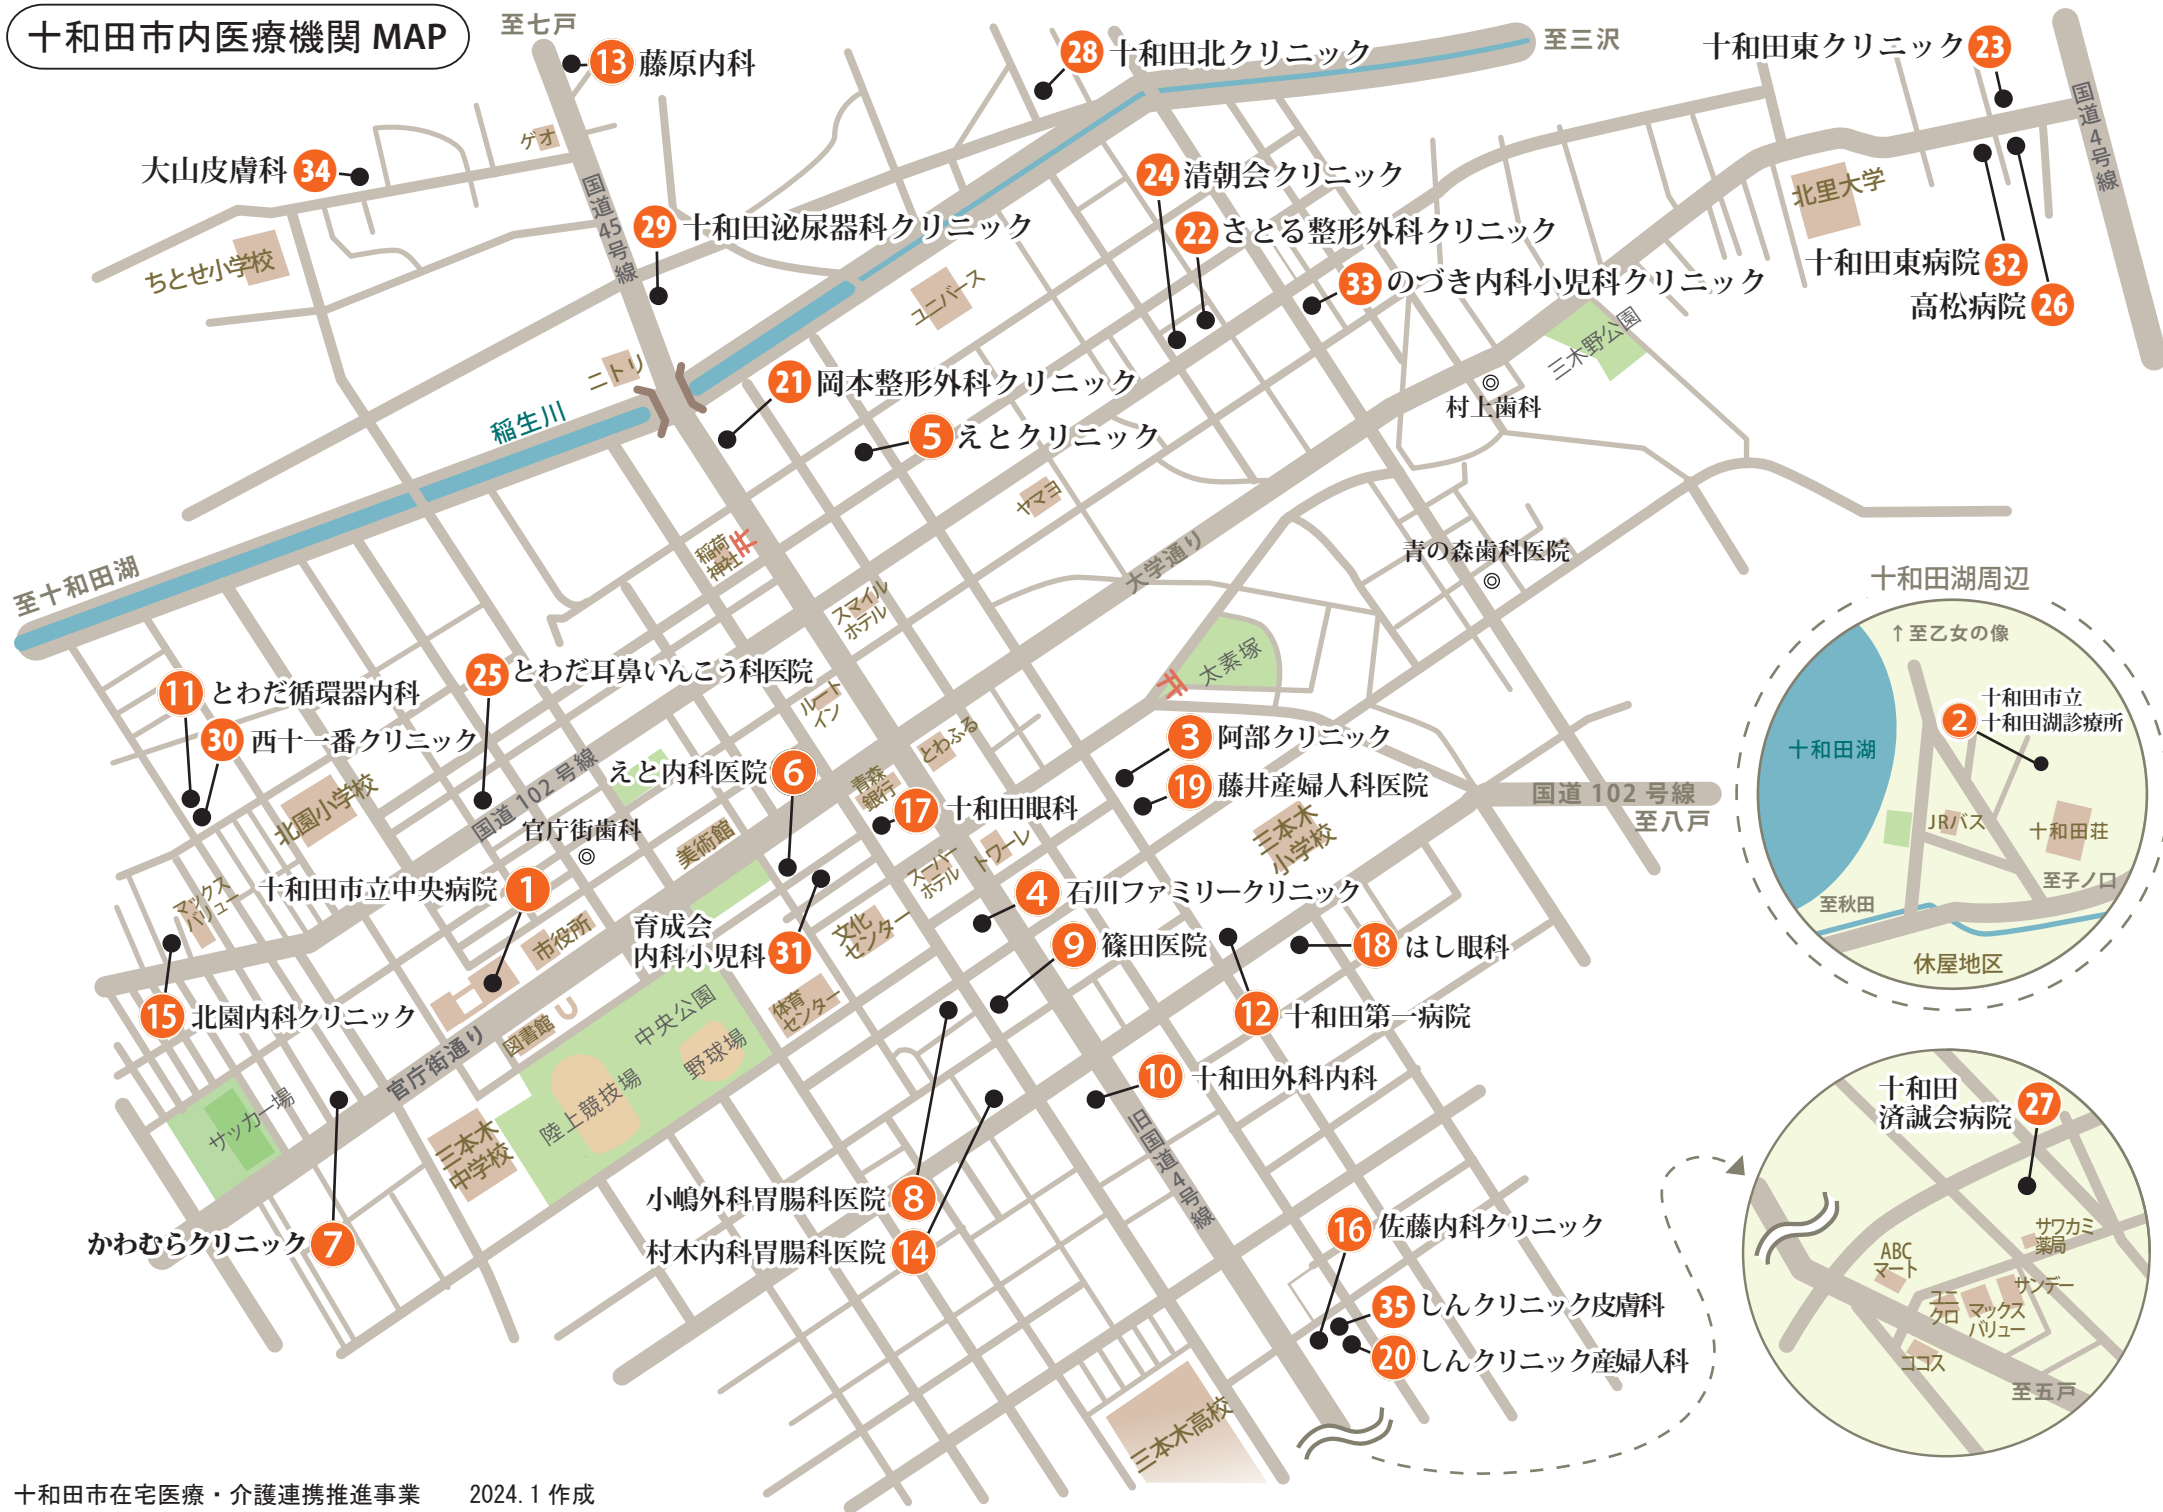 十和田市内医療機関 MAP
至七戸
13 藤原内科
28 十和田北クリニック
至三沢
十和田東クリニック 23
国道4号線
ゲオ
大山皮膚科 34
国道45号線
24 清朝会クリニック
北里大学
29 十和田泌尿器科クリニック
22 さとる整形外科クリニック
ちとせ小学校
33 のづき内科小児科クリニック
十和田東病院 32
高松病院 26
ユニバース
三木野公園
ニトリ
21 岡本整形外科クリニック
村上歯科
稲生川
5 えとクリニック
ヤマヨ
稲荷
神社
青の森歯科医院
大学通り
至十和田湖
スマイル
ホテル
太素塚
11 とわだ循環器内科
25 とわだ耳鼻いんこう科医院
ルート
イン
30 西十一番クリニック
3 阿部クリニック
とわふる
えと内科医院 6
青森
銀行
19 藤井産婦人科医院
国道 102 号線
国道 102 号線
至八戸
北園小学校
17 十和田眼科
官庁街歯科
美術館
トワーレ
三本木
小学校
スーパー
ホテル
マックス
バリュー
十和田市立中央病院 1
4 石川ファミリークリニック
市役所
育成会
内科小児科 31
文化
センター
9 篠田医院
18 はし眼科
15 北園内科クリニック
中央公園
体育
センター
12 十和田第一病院
図書館
野球場
官庁街通り
10 十和田外科内科
陸上競技場
サッカー場
三本木
中学校
旧国道4号線
小嶋外科胃腸科医院 8
かわむらクリニック 7
村木内科胃腸科医院 14
16 佐藤内科クリニック
35 しんクリニック皮膚科
20 しんクリニック産婦人科
三本木高校
十和田湖周辺
↑至乙女の像
2 十和田市立
十和田湖診療所
十和田湖
JRバス
十和田荘
至子ノ口
至秋田
休屋地区
十和田
済誠会病院 27
サワカミ
薬局
ABC
マート
サンデー
ユニ
クロ
マックス
バリュー
ココス
至五戸
十和田市在宅医療・介護連携推進事業 2024.1 作成